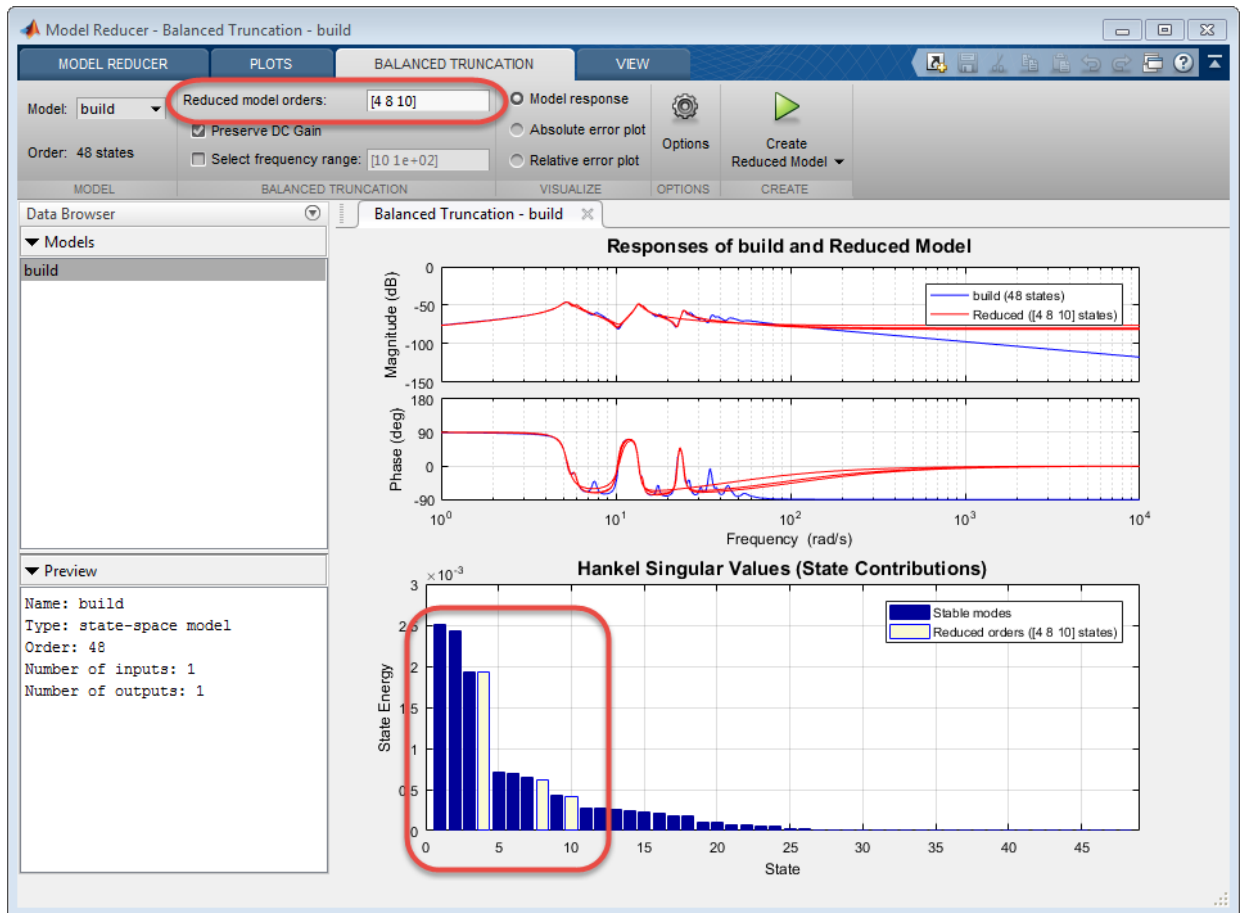 Model Reducer - Balanced Truncation - build
MODEL REDUCER
PLOTS
BALANCED TRUNCATION
VIEW
Model: build
Order: 48 states
MODEL
Reduced model orders: [4 8 10]
Preserve DC Gain
Select frequency range: [10 1e+02]
BALANCED TRUNCATION
Model response
Absolute error plot
Relative error plot
VISUALIZE
Options
OPTIONS
Create
Reduced Model
CREATE
Data Browser
Models
build
Preview
Name: build
Type: state-space model
Order: 48
Number of inputs: 1
Number of outputs: 1
Balanced Truncation - build
Responses of build and Reduced Model
Magnitude (dB)
0
-50
-100
-150
build (48 states)
Reduced ([4 8 10] states)
Phase (deg)
180
90
0
-90
10^0 10^1 10^2 10^3 10^4
Frequency (rad/s)
Hankel Singular Values (State Contributions)
×10^-3
State Energy
3
2.5
2
1.5
1
0.5
0
Stable modes
Reduced orders ([4 8 10] states)
0 5 10 15 20 25 30 35 40 45
State